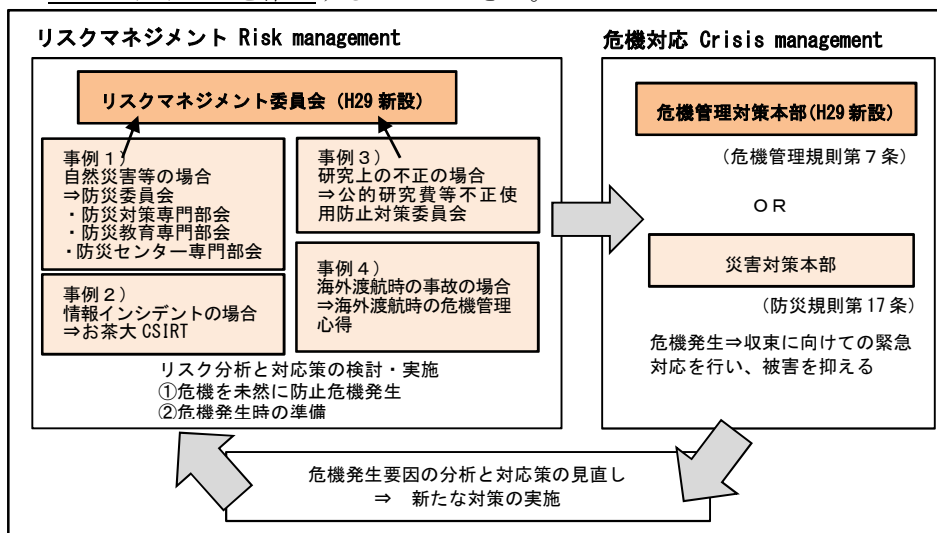 リスクマネジメント Risk management
リスクマネジメント委員会（H29 新設）
事例１）
自然災害等の場合
⇒防災委員会
・防災対策専門部会
・防災教育専門部会
・防災センター専門部会
事例２）
情報インシデントの場合
⇒お茶大 CSIRT
事例３）
研究上の不正の場合
⇒公的研究費等不正使
用防止対策委員会
事例４）
海外渡航時の事故の場合
⇒海外渡航時の危機管理
心得
リスク分析と対応策の検討・実施
①危機を未然に防止危機発生
②危機発生時の準備
危機対応 Crisis management
危機管理対策本部(H29 新設)
（危機管理規則第７条）
ＯＲ
災害対策本部
（防災規則第 17 条）
危機発生⇒収束に向けての緊急
対応を行い、被害を抑える
危機発生要因の分析と対応策の見直し
⇒　新たな対策の実施